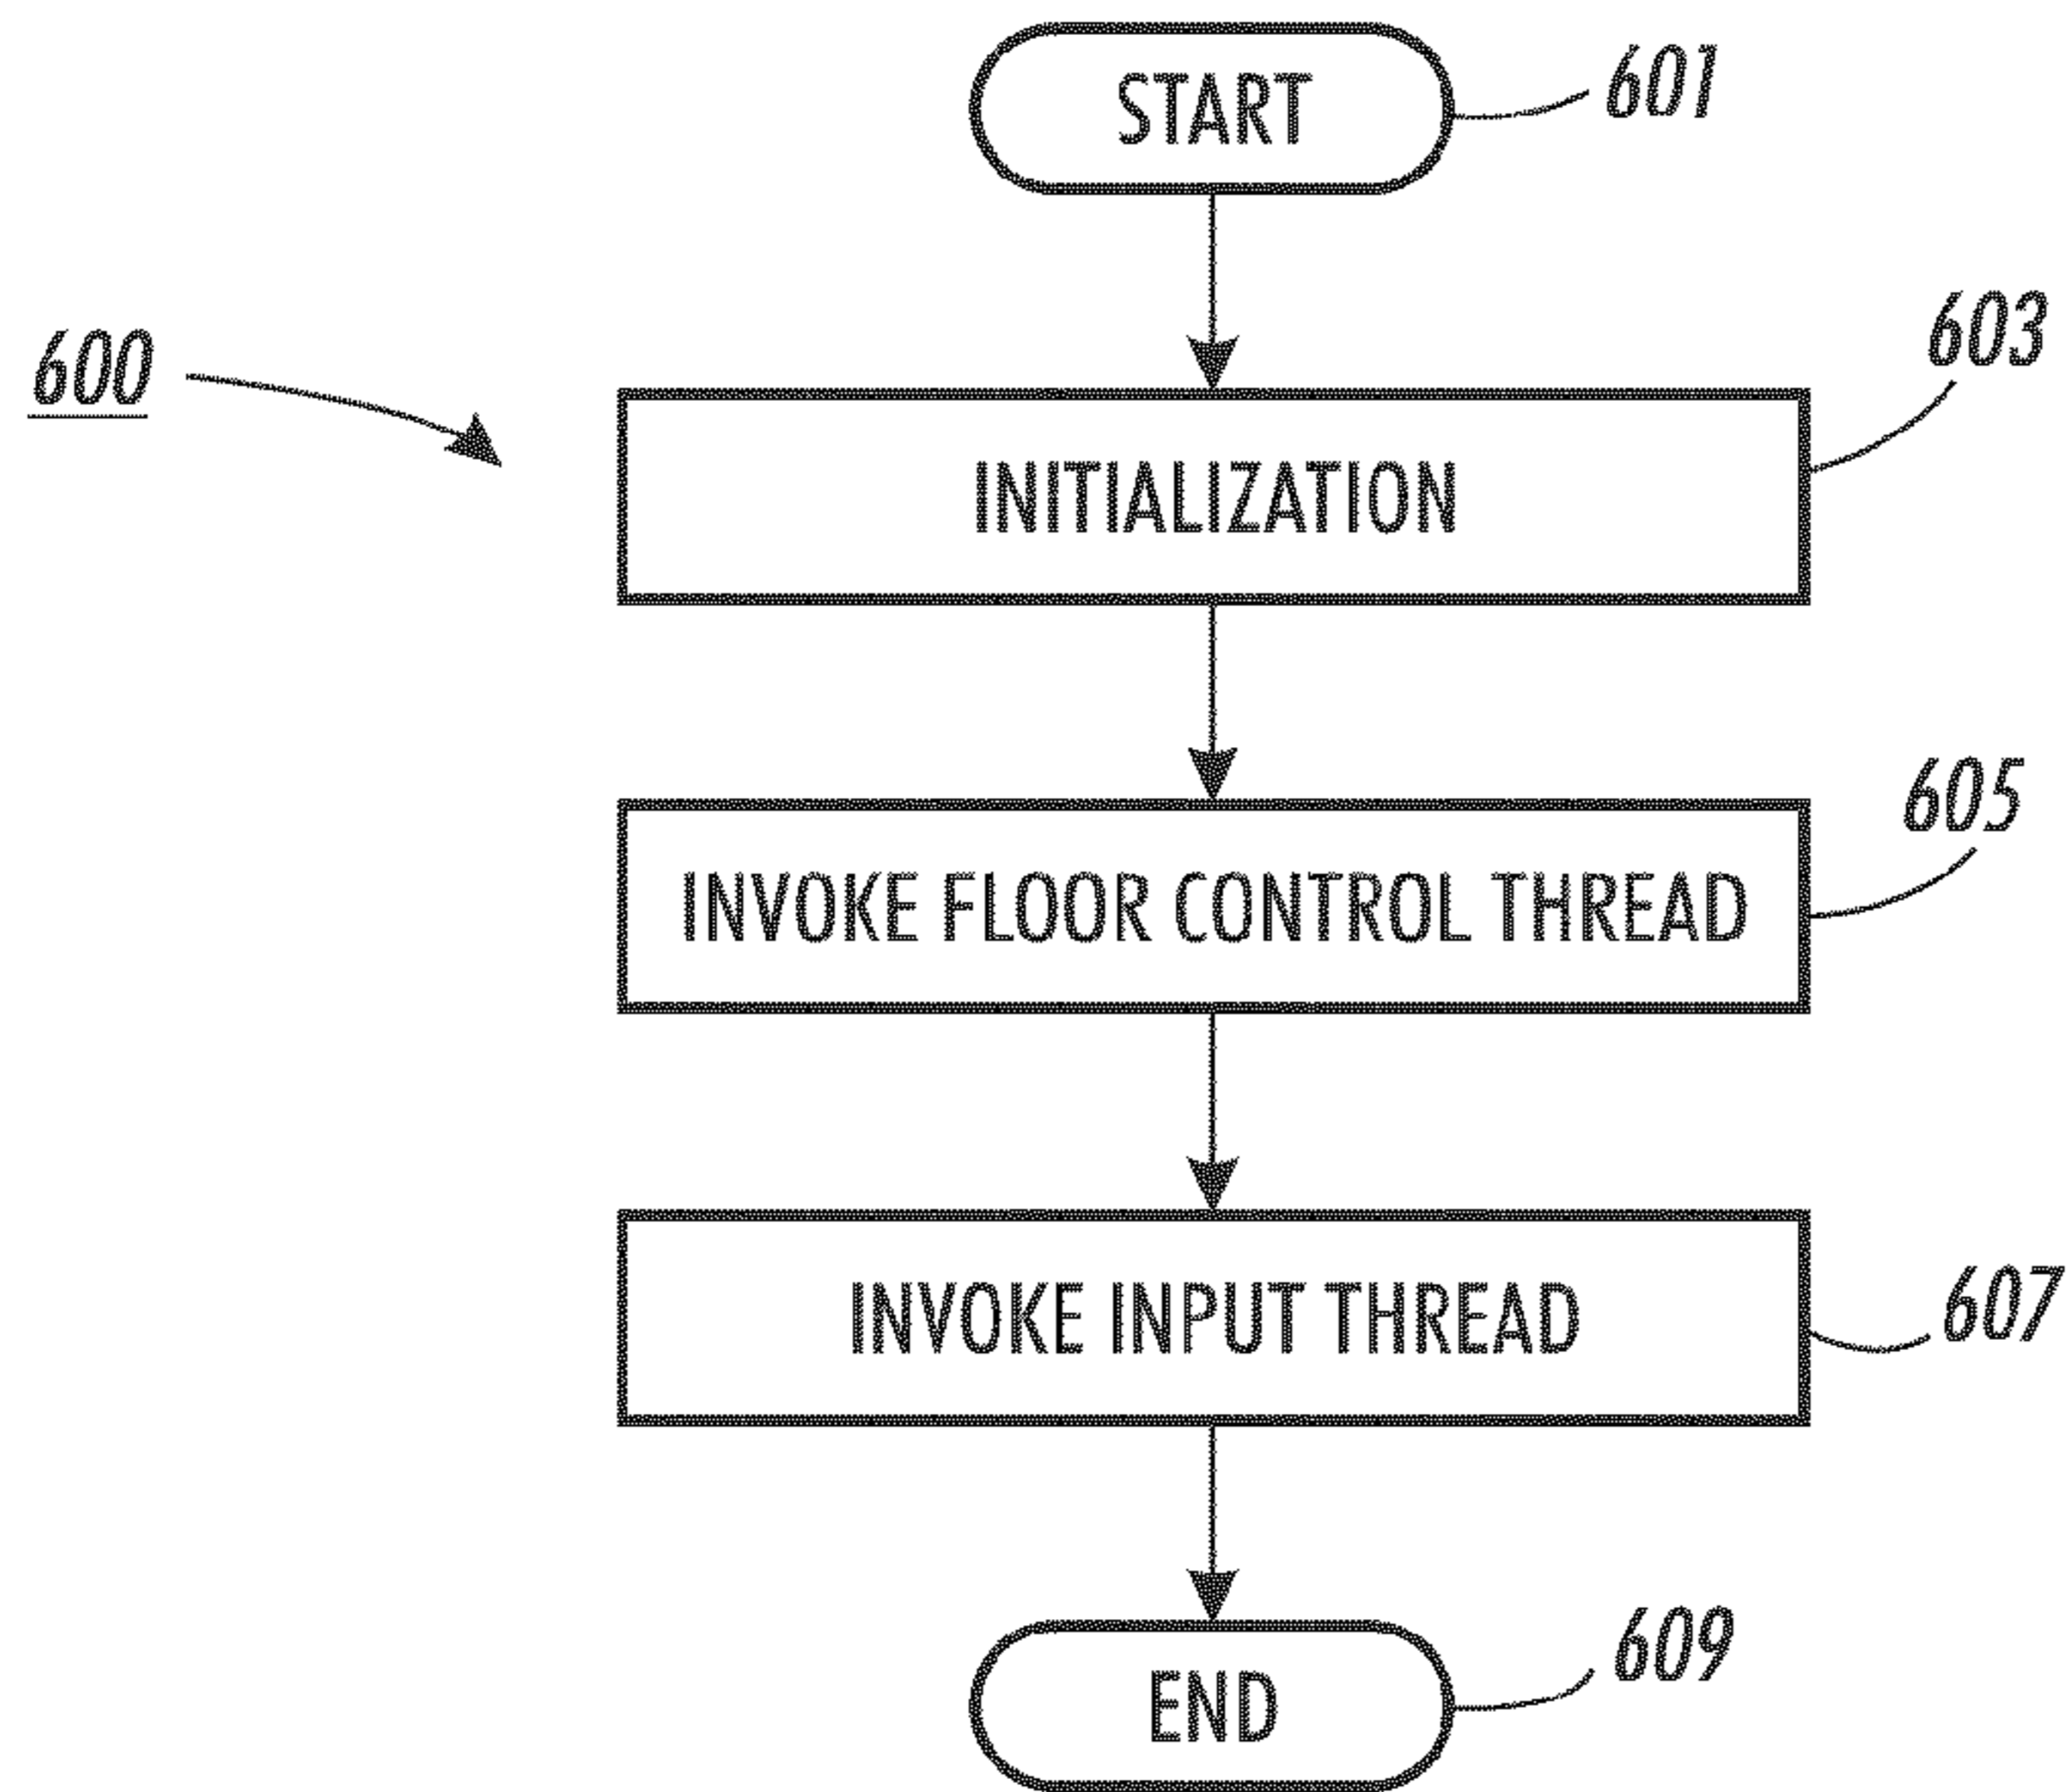 START
601
600
603
INITIALIZATION
605
INVOKE FLOOR CONTROL THREAD
607
INVOKE INPUT THREAD
609
END